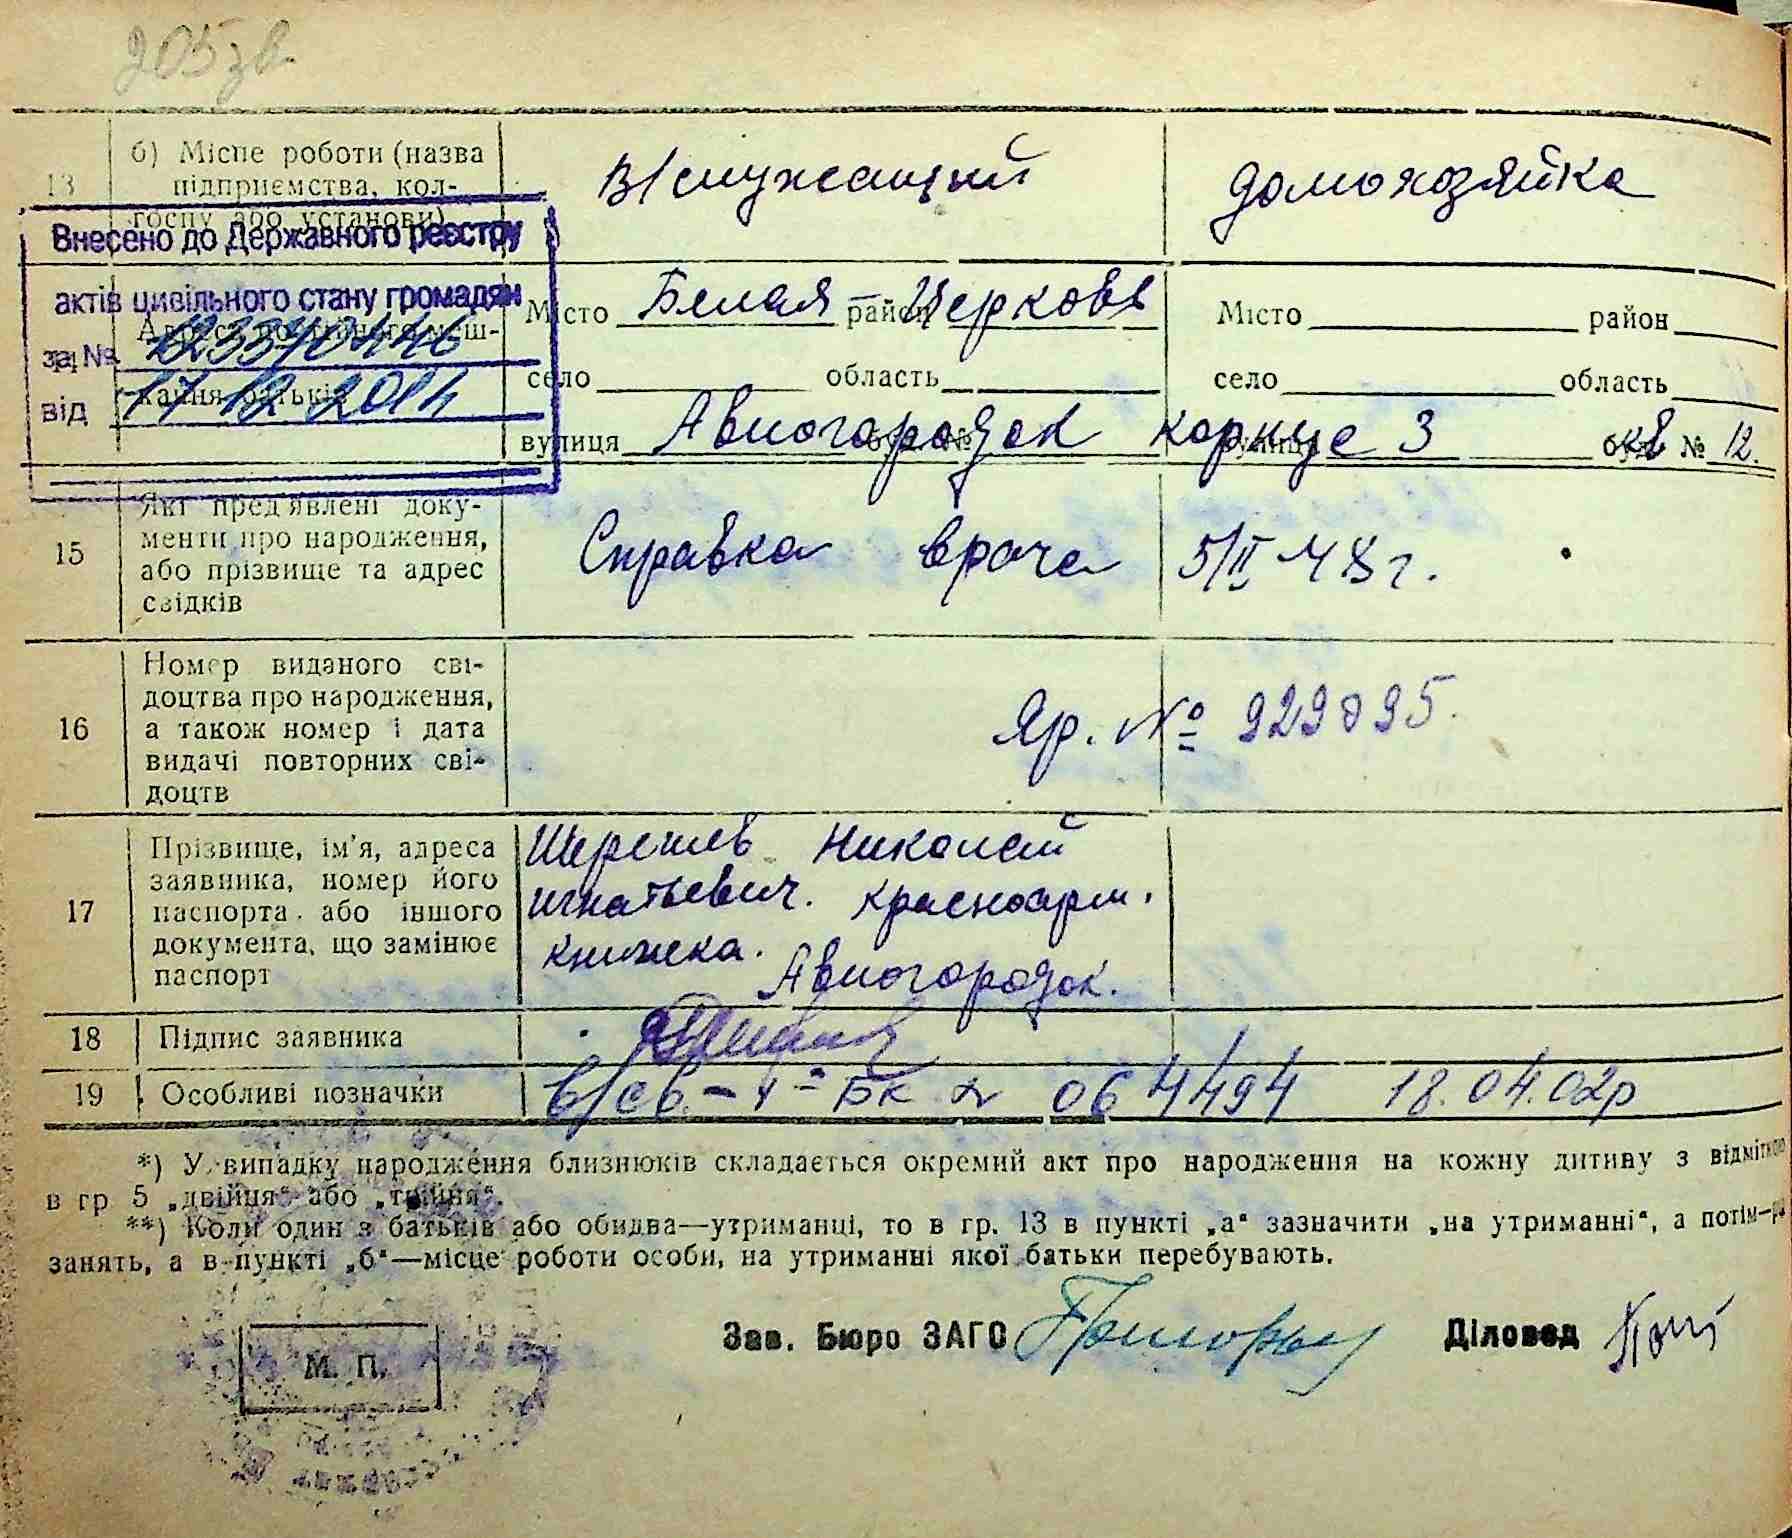 205 зв.
13 б) Місце роботи (назва підприємства, колгоспу або установи) В/служащий домохозяйка
Внесено до Державного реєстру
актів цивільного стану громадян
за №
від 17 12 2014
Місто Белая район Церковь Місто район
село область село область
вулиця Авиогородок корпус 3 кв № 12.
15 Які пред'явлені документи про народження, або прізвище та адрес свідків Справка врача 5/II 48 г.
16 Номер виданого свідоцтва про народження, а також номер і дата видачі повторних свідоцтв Яр. № 929095.
17 Прізвище, ім'я, адреса заявника, номер його паспорта або іншого документа, що замінює паспорт
Николай
Игнатьевич. красноарм.
книжка.
Авиогородок.
18 Підпис заявника
19 Особливі позначки в/св. – І – БК № 064494 18.04.02р
*) У випадку народження близнюків складається окремий акт про народження на кожну дитину з відміткою
в гр 5 „двійня" або „трійня".
**) Коли один з батьків або обидва—утриманці, то в гр. 13 в пункті „а" зазначити „на утриманні", а потім—рі
занять, а в пункті „б"—місце роботи особи, на утриманні якої батьки перебувають.
Зав. Бюро ЗАГС Діловод
М. П.